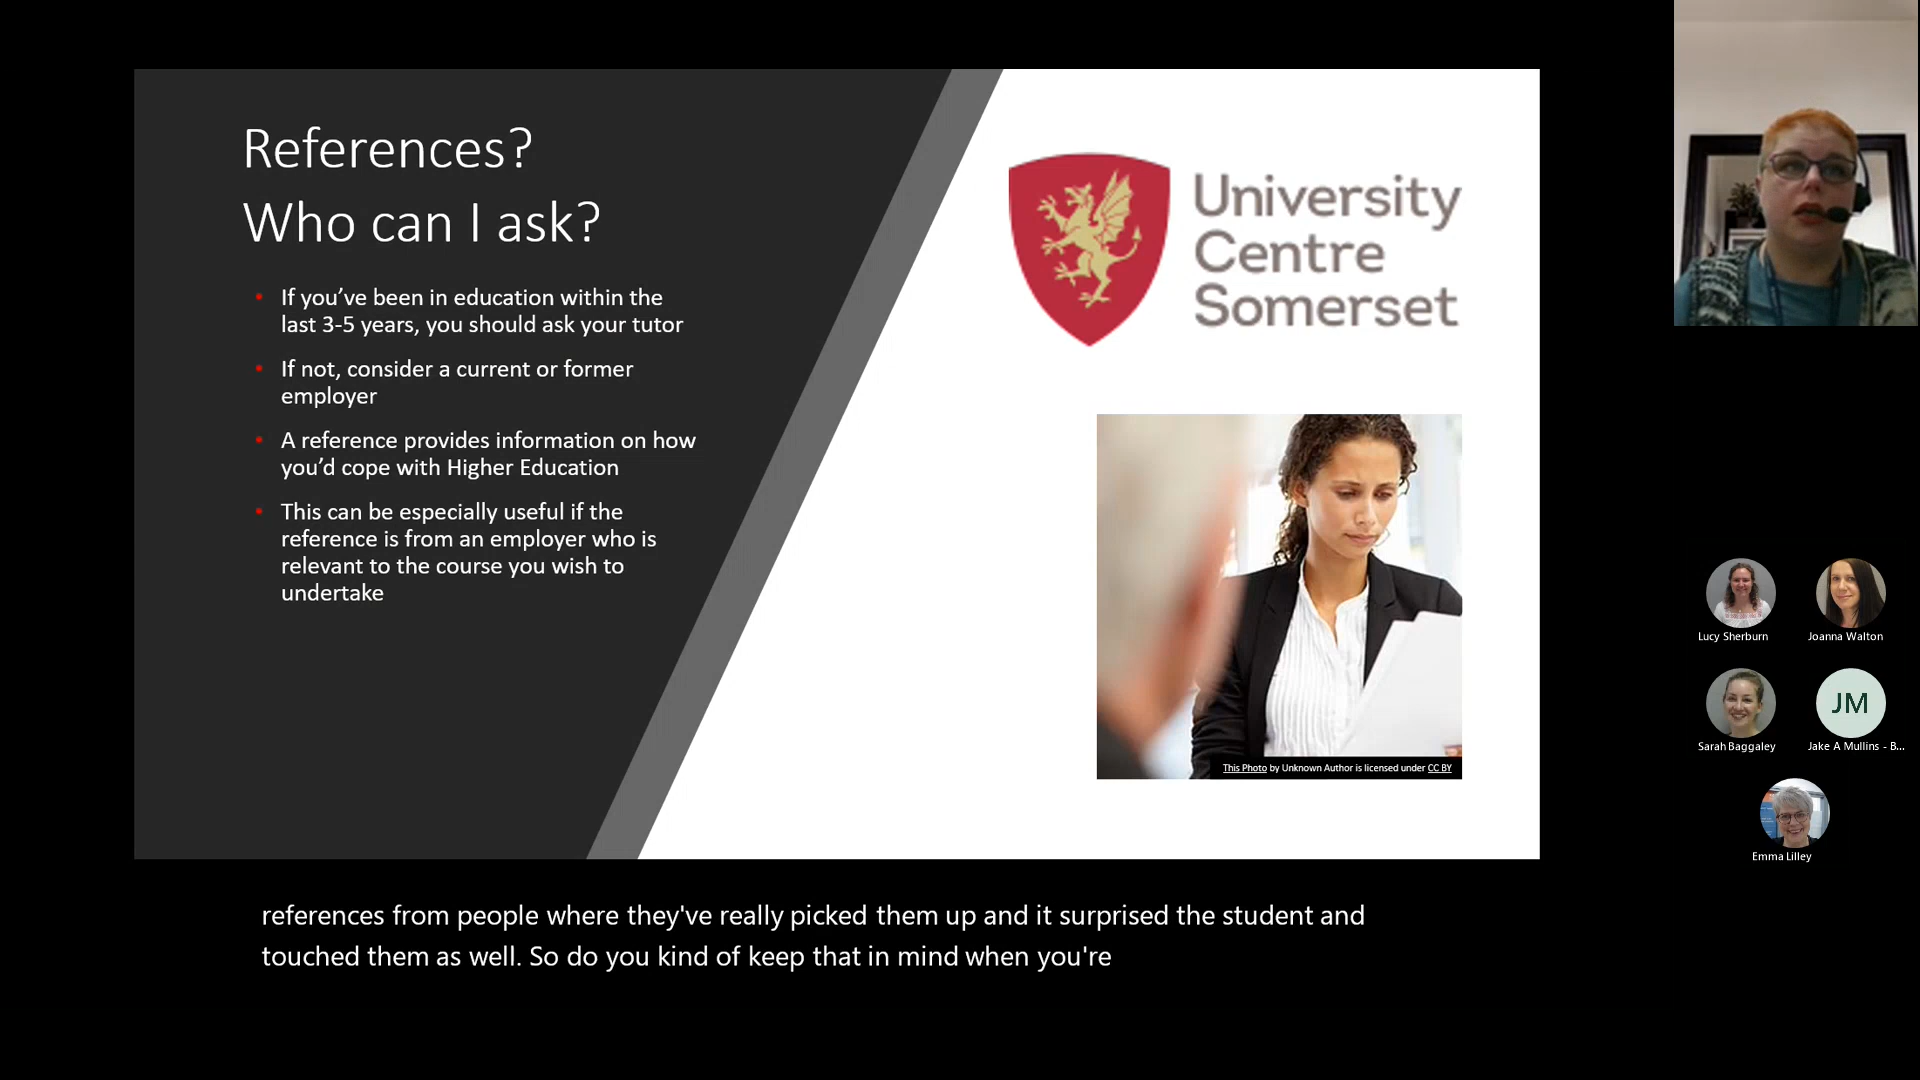 References?
Who can I ask?
• If you’ve been in education within the
last 3-5 years, you should ask your tutor
• If not, consider a current or former
employer
• A reference provides information on how
you’d cope with Higher Education
• This can be especially useful if the
reference is from an employer who is
relevant to the course you wish to
undertake
University
Centre
Somerset
This Photo by Unknown Author is licensed under CC BY
Lucy Sherburn
Joanna Walton
Sarah Baggaley
JM
Jake A Mullins - B...
Emma Lilley
references from people where they've really picked them up and it surprised the student and
touched them as well. So do you kind of keep that in mind when you're